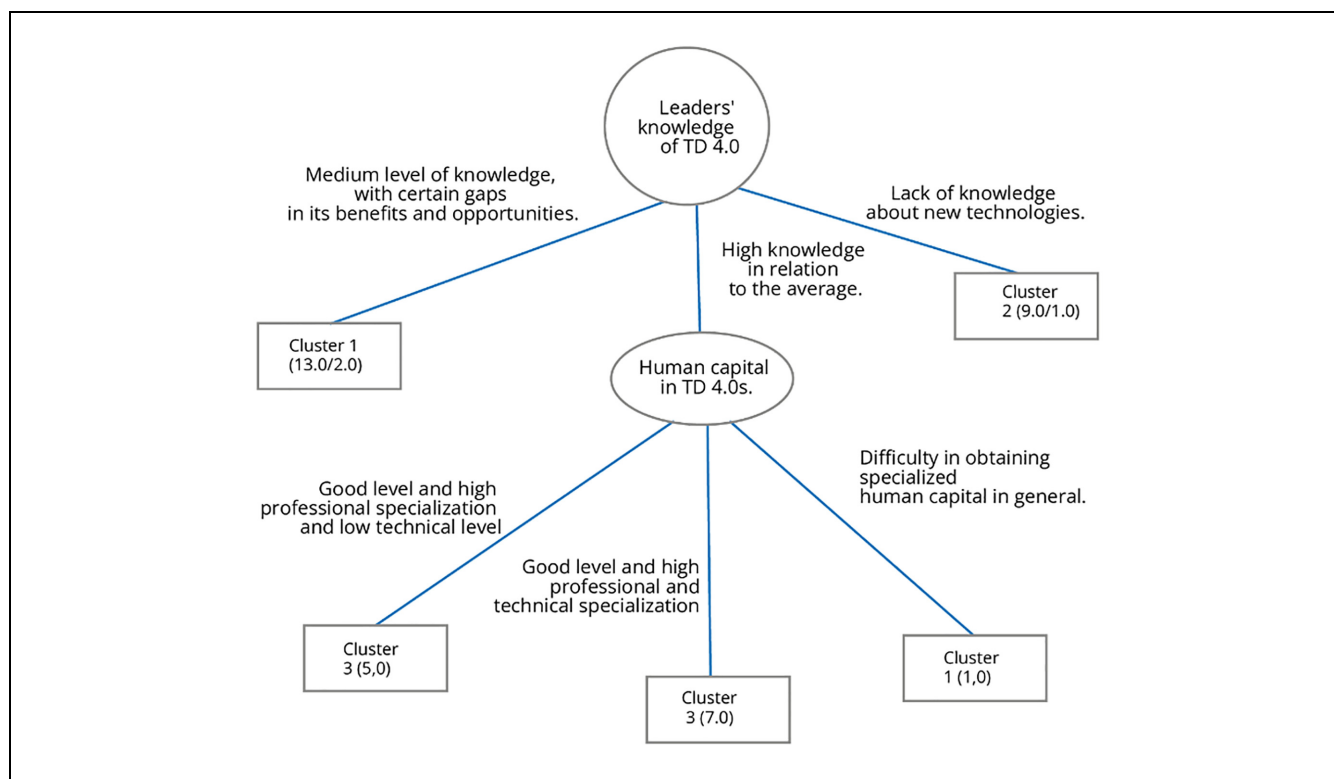 Leaders'
knowledge
of TD 4.0
Medium level of knowledge,
with certain gaps
in its benefits and opportunities.
Lack of knowledge
about new technologies.
High knowledge
in relation
to the average.
Cluster
2 (9.0/1.0)
Cluster 1
(13.0/2.0)
Human capital
in TD 4.0s.
Difficulty in obtaining
specialized
human capital in general.
Good level and high
professional specialization
and low technical level
Good level and high
professional and
technical specialization
Cluster
3 (5,0)
Cluster
3 (7.0)
Cluster
1 (1,0)